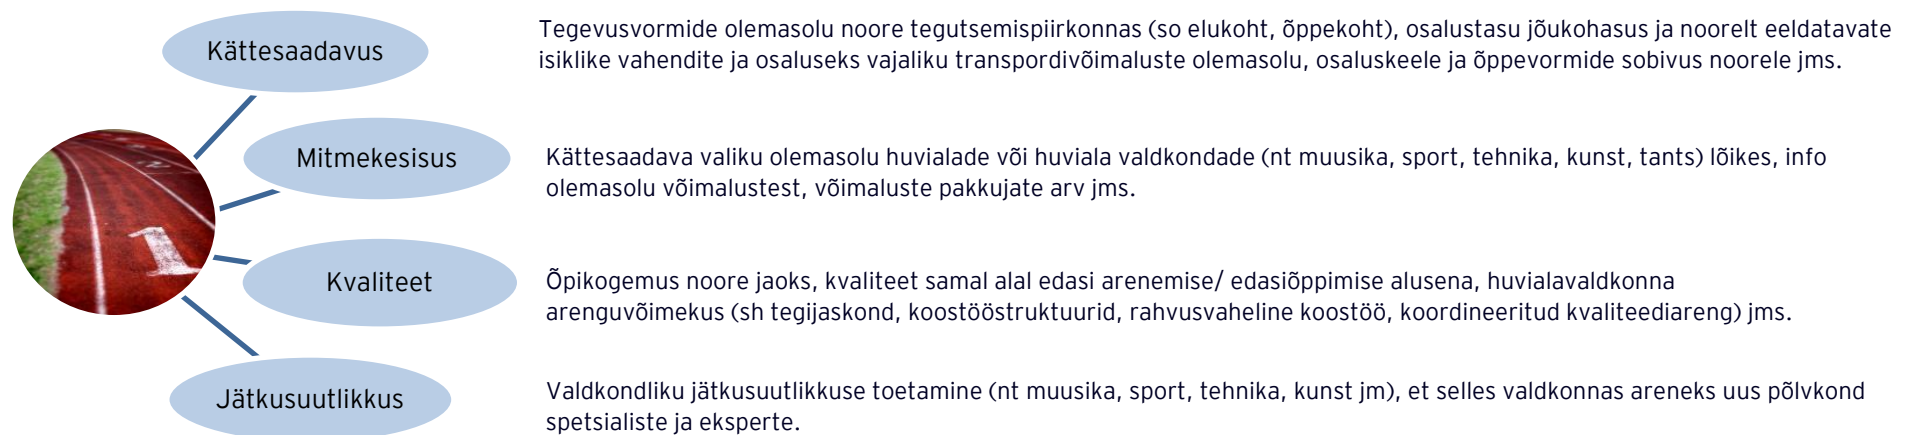 Kättesaadavus
Tegevusvormide olemasolu noore tegutsemispiirkonnas (so elukoht, õppekoht), osalustasu jõukohasus ja noorelt eeldatavate
isiklike vahendite ja osaluseks vajaliku transpordivõimaluste olemasolu, osaluskeele ja õppevormide sobivus noorele jms.
Mitmekesisus
Kättesaadava valiku olemasolu huvialade või huviala valdkondade (nt muusika, sport, tehnika, kunst, tants) lõikes, info
olemasolu võimalustest, võimaluste pakkujate arv jms.
1
Kvaliteet
Õpikogemus noore jaoks, kvaliteet samal alal edasi arenemise/ edasiõppimise alusena, huvialavaldkonna
arenguvõimekus (sh tegijaskond, koostööstruktuurid, rahvusvaheline koostöö, koordineeritud kvaliteediareng) jms.
Jätkusuutlikkus
Valdkondliku jätkusuutlikkuse toetamine (nt muusika, sport, tehnika, kunst jm), et selles valdkonnas areneks uus põlvkond
spetsialiste ja eksperte.